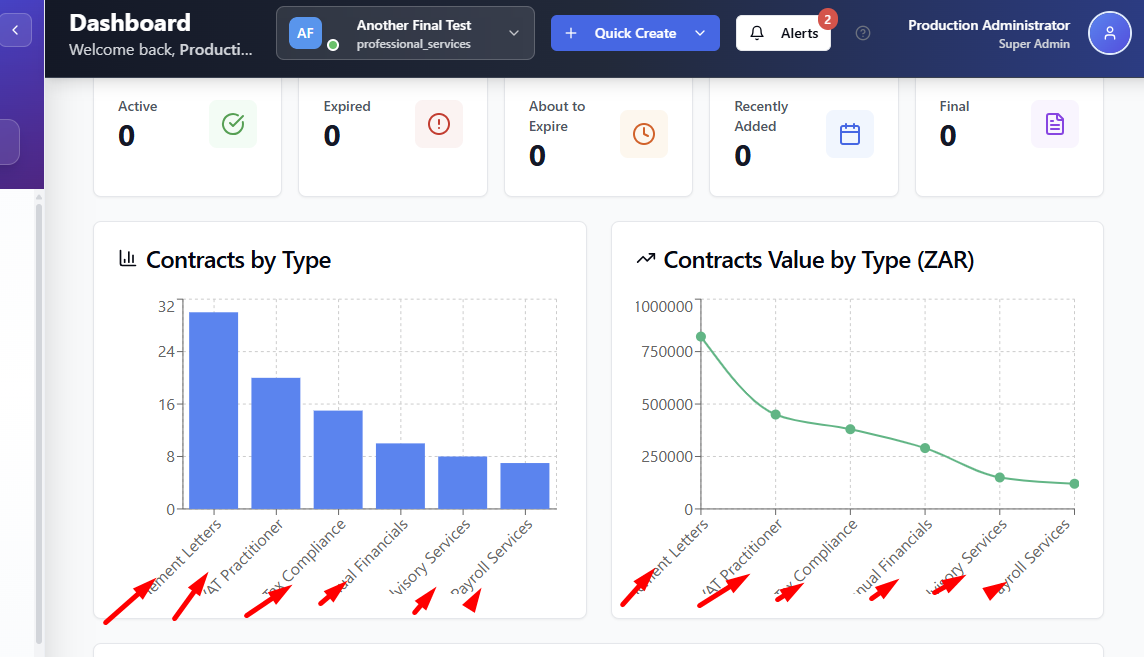 Dashboard
Welcome back, Producti...
AF
Another Final Test
professional_services
Quick Create
Alerts
2
Production Administrator
Super Admin
Active
0
Expired
0
About to
Expire
0
Recently
Added
0
Final
0
Contracts by Type
32
24
16
8
0
ement Letters
AT Practitioner
Tax Compliance
ual Financials
visory Services
Payroll Services
Contracts Value by Type (ZAR)
1000000
750000
500000
250000
0
ment Letters
AT Practitioner
Tax Compliance
nual Financials
visory Services
ayroll Services